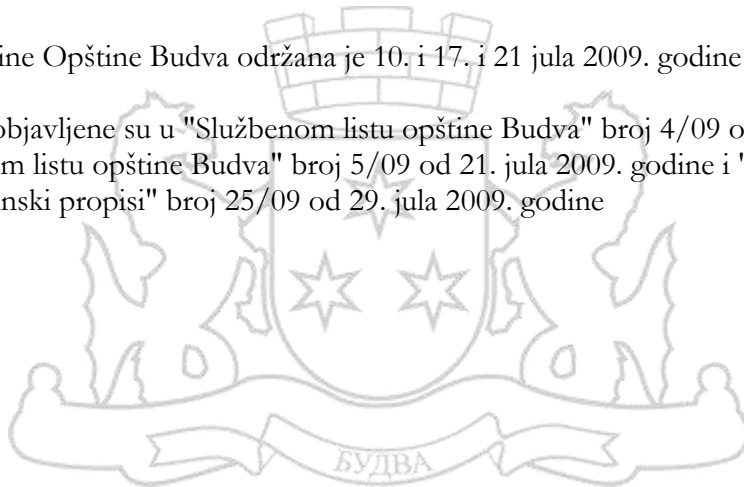 ine Opštine Budva održana je 10. i 17. i 21 jula 2009. godine
objavljene su u "Službenom listu opštine Budva" broj 4/09 o
m listu opštine Budva" broj 5/09 od 21. jula 2009. godine i "
nski propisi" broj 25/09 od 29. jula 2009. godine
БУДВА